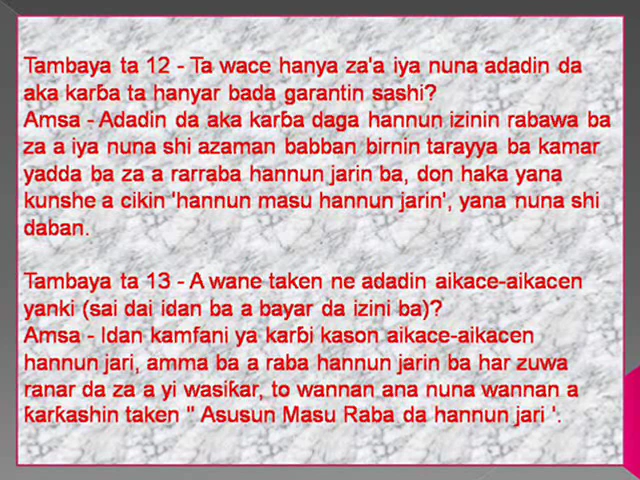 Tambaya ta 12 - Ta wace hanya za'a iya nuna adadin da
aka karɓa ta hanyar bada garantin sashi?
Amsa - Adadin da aka karɓa daga hannun izinin rabawa ba
za a iya nuna shi azaman babban birnin tarayya ba kamar
yadda ba za a rarraba hannun jarin ba, don haka yana
kunshe a cikin 'hannun masu hannun jarin', yana nuna shi
daban.
Tambaya ta 13 - A wane taken ne adadin aikace-aikacen
yanki (sai dai idan ba a bayar da izini ba)?
Amsa - Idan kamfani ya karɓi kason aikace-aikacen
hannun jari, amma ba a raba hannun jarin ba har zuwa
ranar da za a yi wasiƙar, to wannan ana nuna wannan a
ƙarƙashin taken " Asusun Masu Raba da hannun jari '.